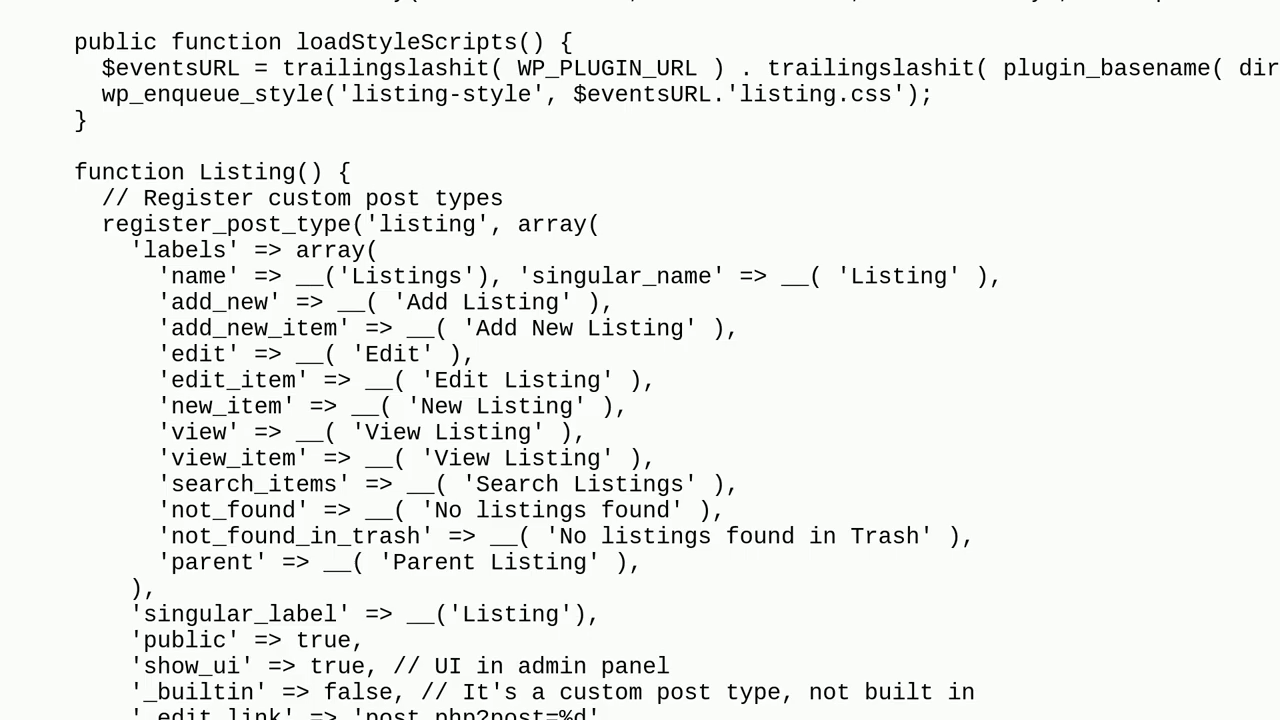 public function loadStyleScripts() {
$eventsURL = trailingslashit( WP_PLUGIN_URL ) . trailingslashit( plugin_basename( dir
wp_enqueue_style('listing-style', $eventsURL.'listing.css');
}
function Listing() {
// Register custom post types
register_post_type('listing', array(
'labels' => array(
'name' => __('Listings'), 'singular_name' => __( 'Listing' ),
'add_new' => __( 'Add Listing' ),
'add_new_item' => __( 'Add New Listing' ),
'edit' => __( 'Edit' ),
'edit_item' => __( 'Edit Listing' ),
'new_item' => __( 'New Listing' ),
'view' => __( 'View Listing' ),
'view_item' => __( 'View Listing' ),
'search_items' => __( 'Search Listings' ),
'not_found' => __( 'No listings found' ),
'not_found_in_trash' => __( 'No listings found in Trash' ),
'parent' => __( 'Parent Listing' ),
),
'singular_label' => __('Listing'),
'public' => true,
'show_ui' => true, // UI in admin panel
'_builtin' => false, // It's a custom post type, not built in
'_edit_link' => 'post.php?post=%d',